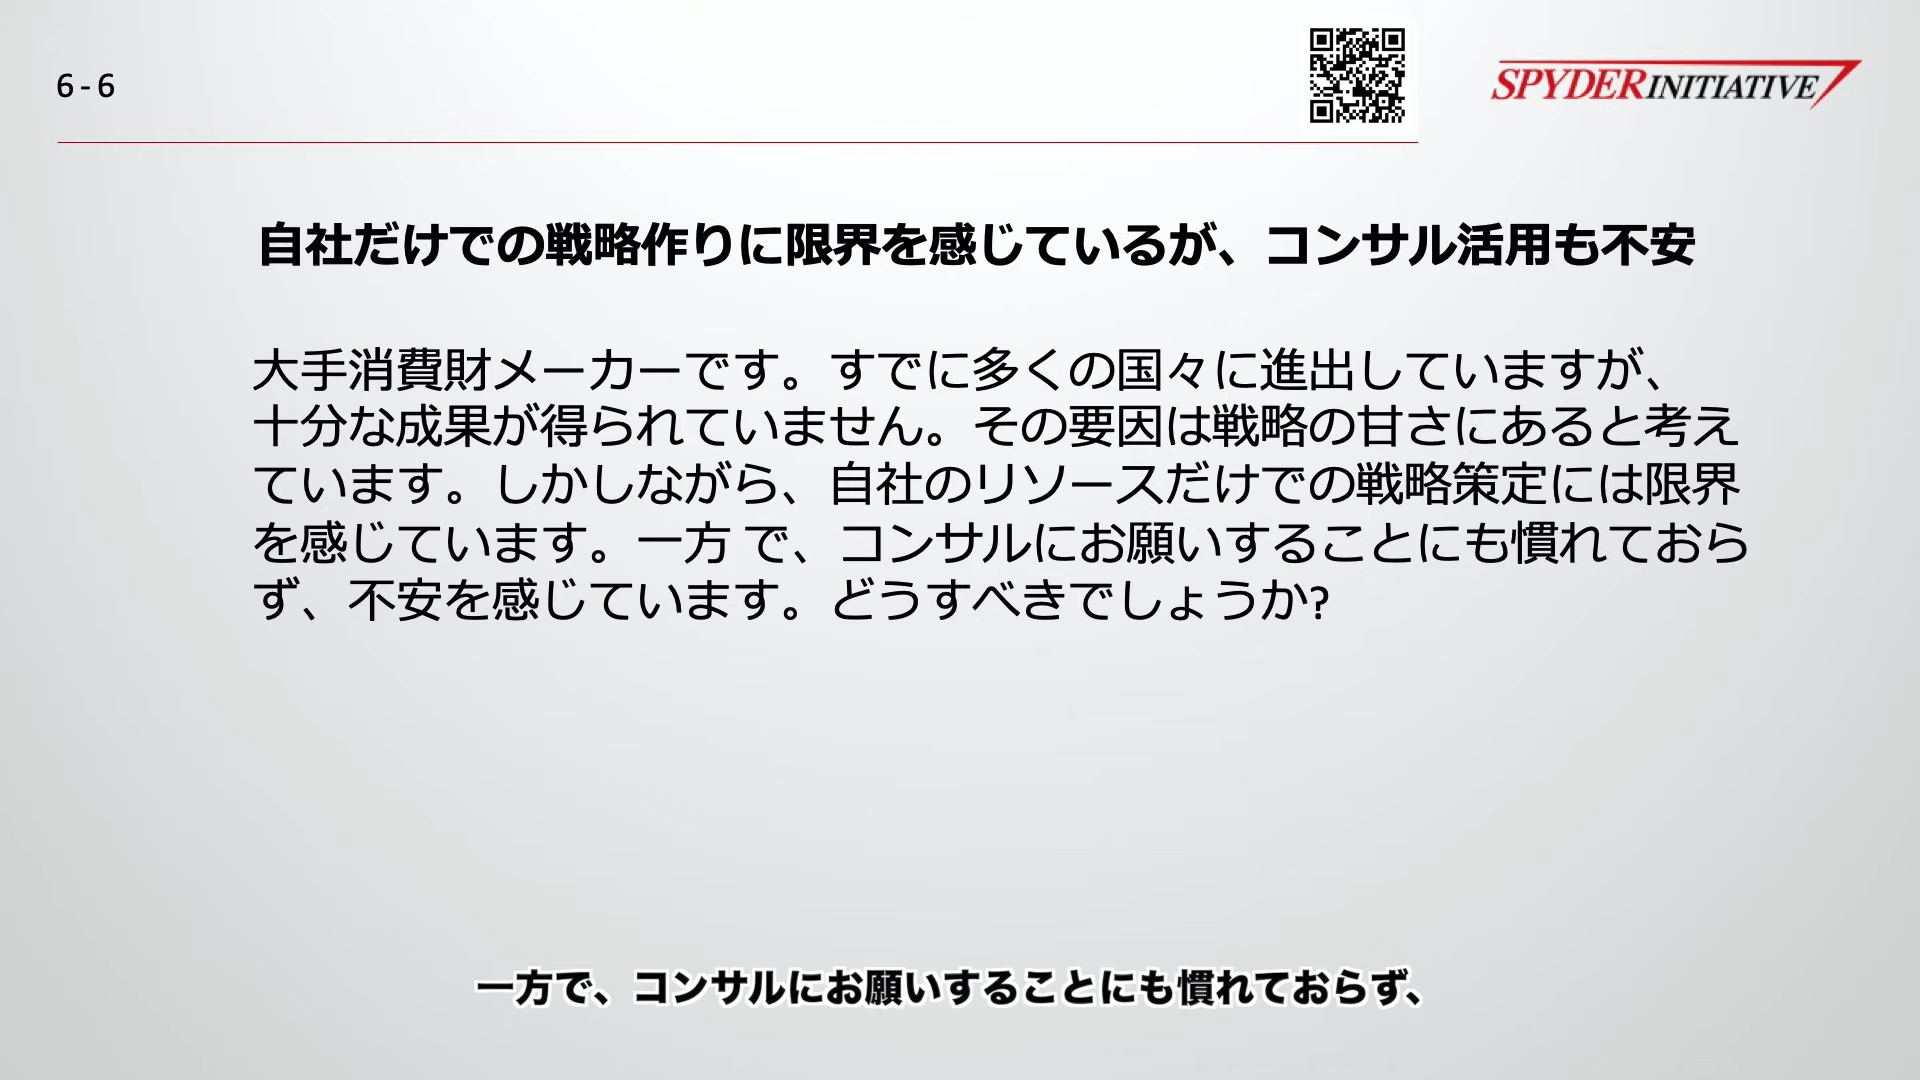 6-6
SPYDER INITIATIVE
自社だけでの戦略作りに限界を感じているが、コンサル活用も不安
大手消費財メーカーです。すでに多くの国々に進出していますが、
十分な成果が得られていません。その要因は戦略の甘さにあると考え
ています。しかしながら、自社のリソースだけでの戦略策定には限界
を感じています。一方 で、コンサルにお願いすることにも慣れておら
ず、不安を感じています。どうすべきでしょうか?
一方で、コンサルにお願いすることにも慣れておらず、